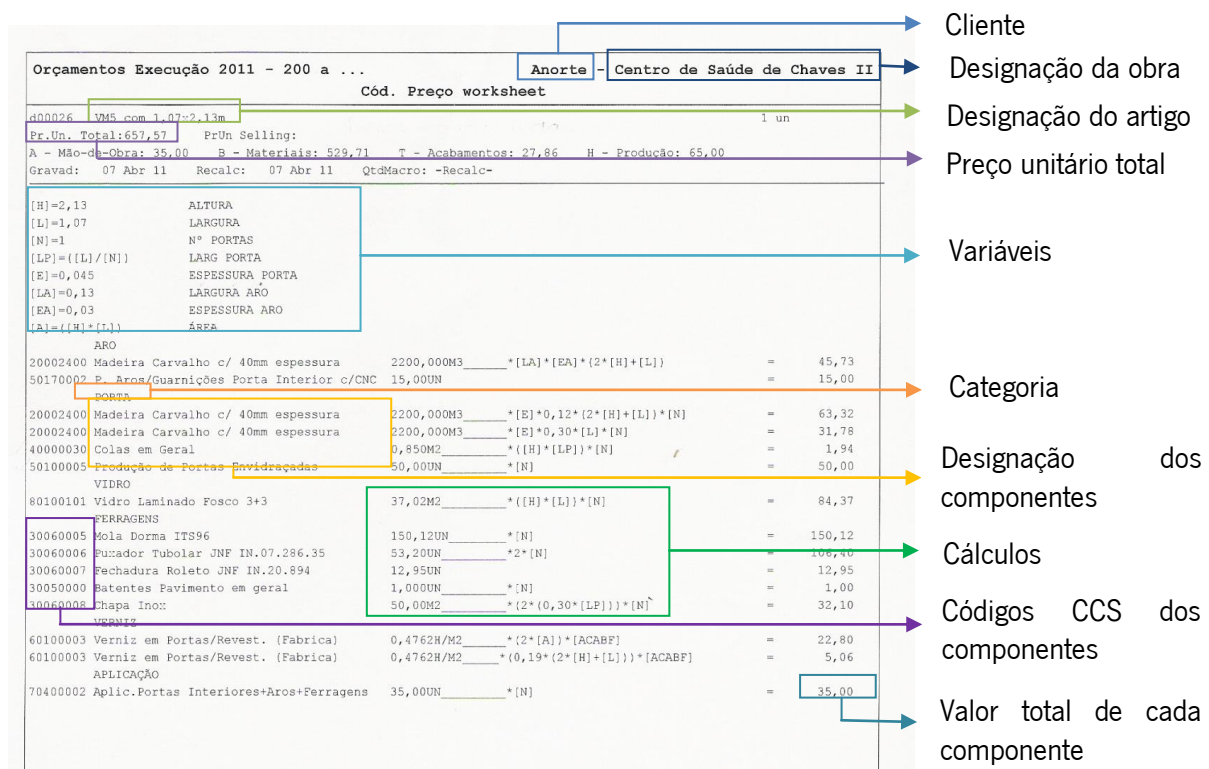 Cliente
Orçamentos Execução 2011 - 200 a ... Anorte - Centro de Saúde de Chaves II
Designação da obra
Cód. Preço worksheet
d00026 VM5 com 1,07x2,13m 1 un
Designação do artigo
Pr.Un. Total:657,57 PrUn Selling:
A - Mão-de-Obra: 35,00 B - Materiais: 529,71 T - Acabamentos: 27,86 H - Produção: 65,00
Preço unitário total
Gravad: 07 Abr 11 Recalc: 07 Abr 11 QtdMacro: -Recalc-
[H]=2,13 ALTURA
[L]=1,07 LARGURA
[N]=1 Nº PORTAS
Variáveis
[LP]=([L]/[N]) LARG PORTA
[E]=0,045 ESPESSURA PORTA
[LA]=0,13 LARGURA ARO
[EA]=0,03 ESPESSURA ARO
[A]=([H]*[L]) ÁREA
ARO
20002400 Madeira Carvalho c/ 40mm espessura 2200,000M3______*[LA]*[EA]*(2*[H]+[L]) = 45,73
50170002 P. Aros/Guarnições Porta Interior c/CNC 15,00UN = 15,00
Categoria
PORTA
20002400 Madeira Carvalho c/ 40mm espessura 2200,000M3______*[E]*0,12*(2*[H]+[L])*[N] = 63,32
20002400 Madeira Carvalho c/ 40mm espessura 2200,000M3______*[E]*0,30*[L]*[N] = 31,78
40000030 Colas em Geral 0,850M2________*([H]*[LP])*[N] = 1,94
50100005 Produção de Portas Envidraçadas 50,00UN________*[N] = 50,00
Designação dos
componentes
VIDRO
80100101 Vidro Laminado Fosco 3+3 37,02M2________*([H]*[L])*[N] = 84,37
FERRAGENS
30060005 Mola Dorma ITS96 150,12UN_______*[N] = 150,12
30060006 Puxador Tubolar JNF IN.07.286.35 53,20UN________*2*[N] = 106,40
Cálculos
30060007 Fechadura Roleto JNF IN.20.894 12,95UN = 12,95
30050000 Batentes Pavimento em geral 1,000UN________*[N] = 1,00
30060008 Chapa Inox 50,00M2________*(2*(0,30*[LP]))*[N] = 32,10
Códigos CCS dos
componentes
VERNIZ
60100003 Verniz em Portas/Revest. (Fabrica) 0,4762H/M2_____*(2*[A])*[ACABF] = 22,80
60100003 Verniz em Portas/Revest. (Fabrica) 0,4762H/M2_____*(0,19*(2*[H]+[L]))*[ACABF] = 5,06
APLICAÇÃO
70400002 Aplic.Portas Interiores+Aros+Ferragens 35,00UN________*[N] = 35,00
Valor total de cada
componente